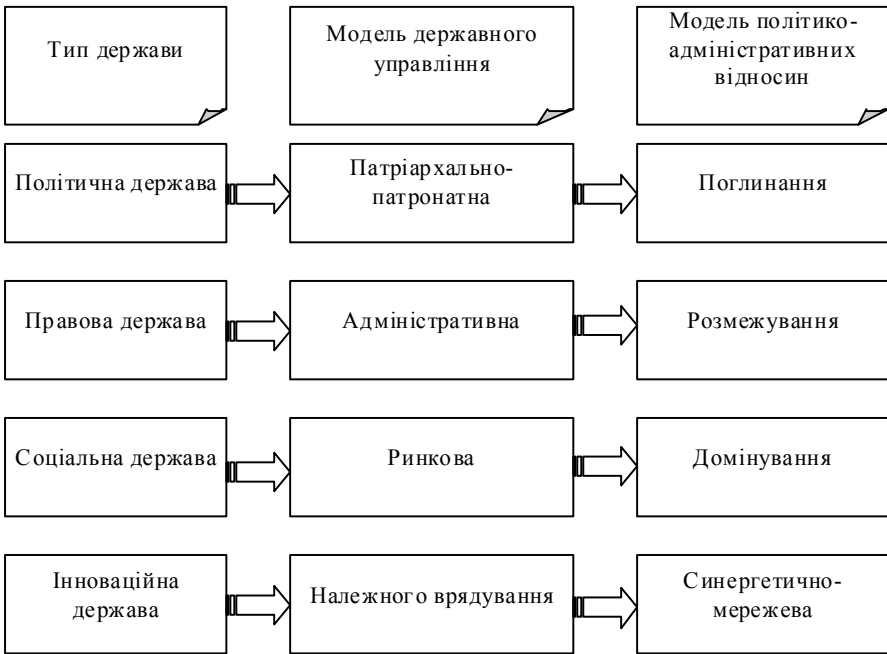 Тип держави
Модель державного
управління
Модель політико-
адміністративних
відносин
Політична держава
Патріархально-
патронатна
Поглинання
Правова держава
Адміністративна
Розмежування
Соціальна держава
Ринкова
Домінування
Інноваційна
держава
Належного врядування
Синергетично-
мережева